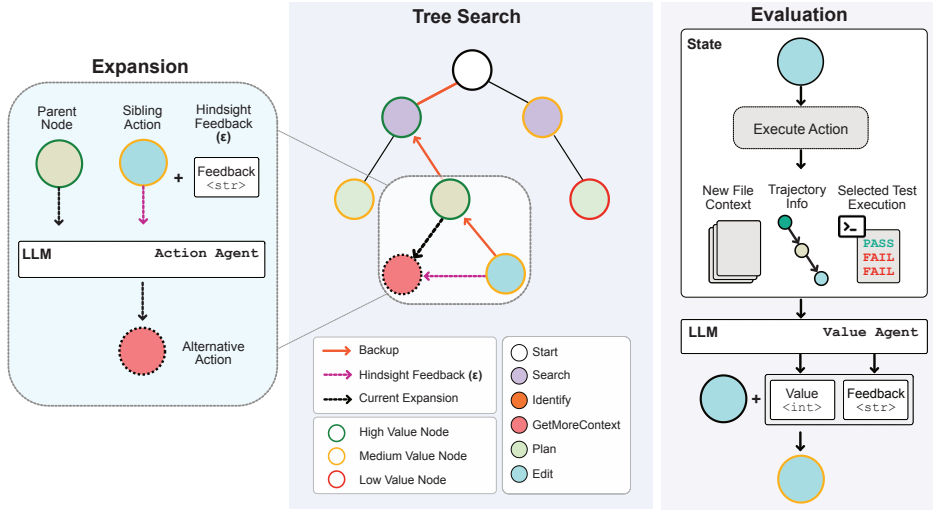 Expansion
Parent
Node
Sibling
Action
Hindsight
Feedback
(ε)
+
Feedback
<str>
LLM
Action Agent
Alternative
Action
Tree Search
Backup
Hindsight Feedback (ε)
Current Expansion
High Value Node
Medium Value Node
Low Value Node
Start
Search
Identify
GetMoreContext
Plan
Edit
Evaluation
State
Execute Action
New File
Context
Trajectory
Info
Selected Test
Execution
>_
PASS
FAIL
FAIL
LLM
Value Agent
+
Value
<int>
Feedback
<str>